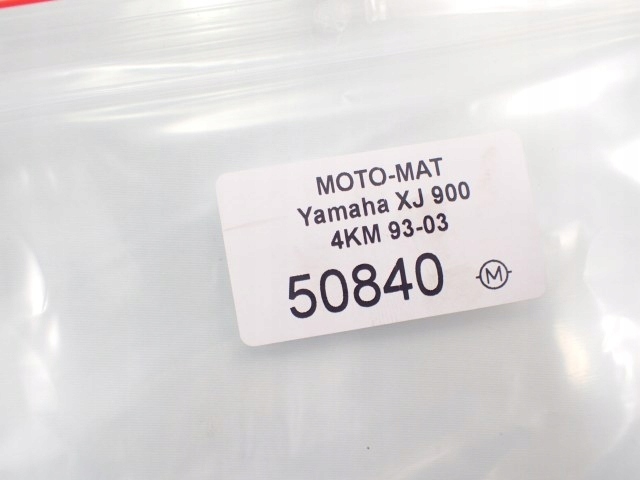 MOTO-MAT
Yamaha XJ 900
4KM 93-03
50840 M